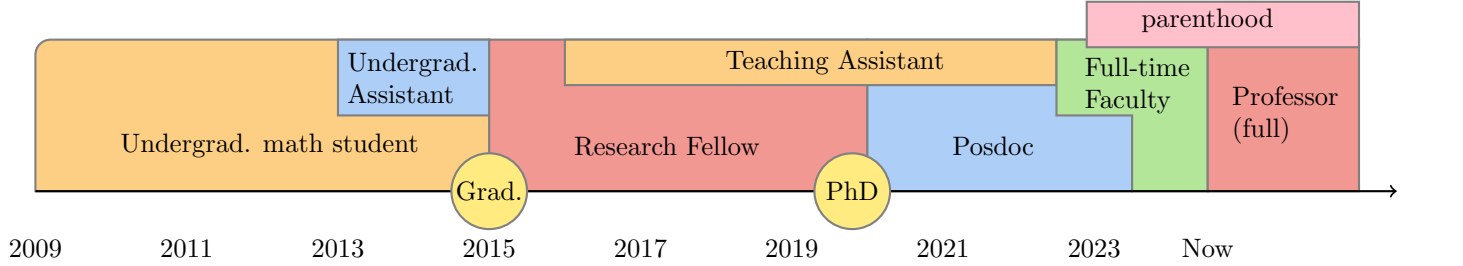 parenthood
Undergrad.
Assistant
Teaching Assistant
Full-time
Faculty
Professor
(full)
Undergrad. math student
Research Fellow
Posdoc
Grad.
PhD
2009
2011
2013
2015
2017
2019
2021
2023
Now